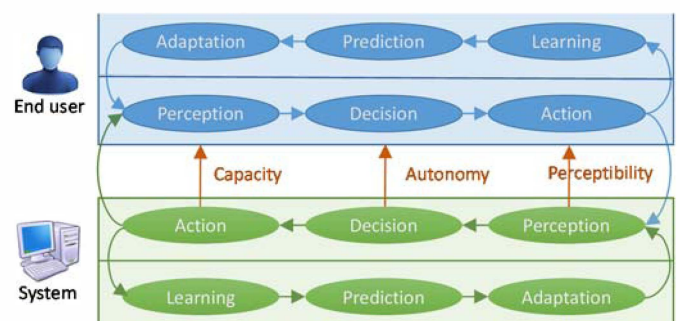 Adaptation Prediction Learning
End user
Perception Decision Action
Capacity Autonomy Perceptibility
Action Decision Perception
System
Learning Prediction Adaptation